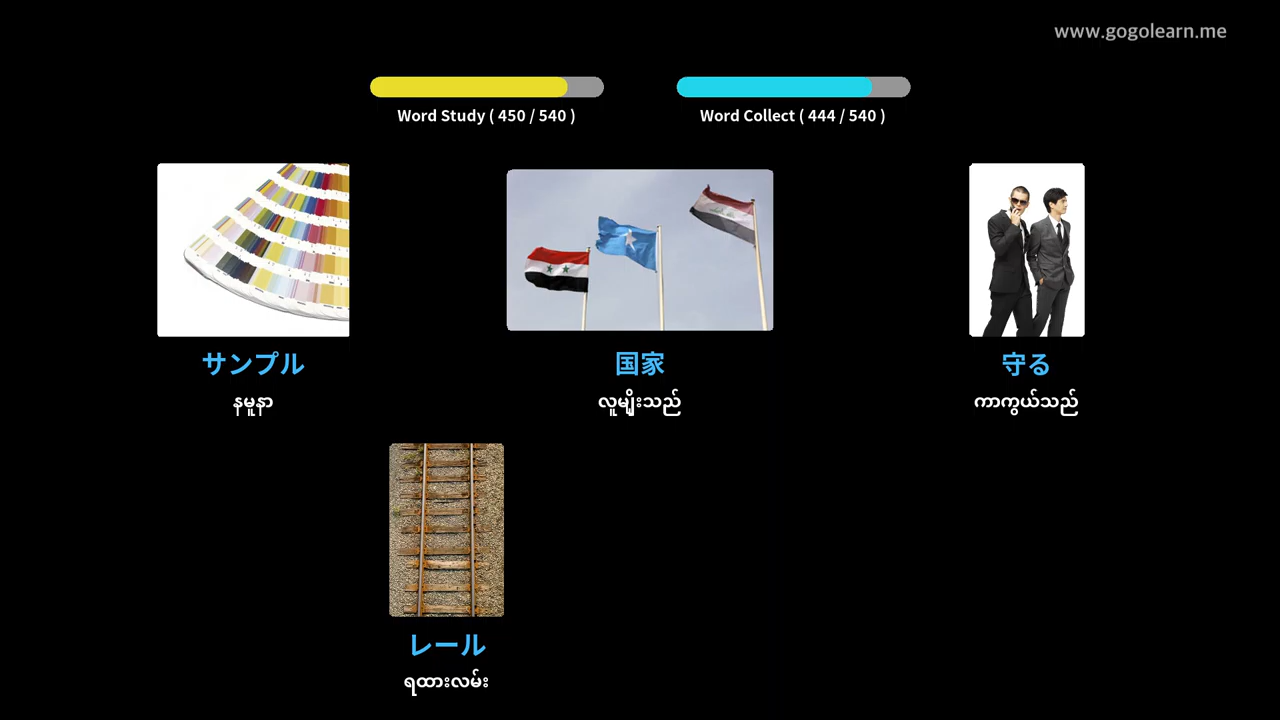 www.gogolearn.me
Word Study ( 450 / 540 )
Word Collect ( 444 / 540 )
サンプル
နမူနာ
国家
လူမျိုးသည်
守る
ကာကွယ်သည်
レール
ရထားလမ်း